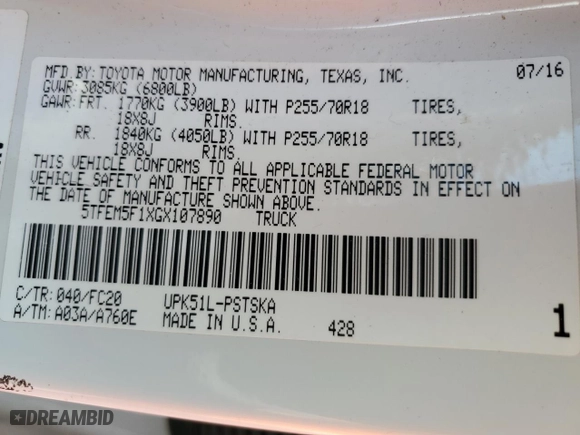 MFD.BY: TOYOTA MOTOR MANUFACTURING, TEXAS, INC. 07/16
GVWR: 3085KG (6800LB)
GAWR: FRT. 1770KG (3900LB) WITH P255/70R18 TIRES,
18X8J RIMS.
RR. 1840KG (4050LB) WITH P255/70R18 TIRES,
18X8J RIMS.
THIS VEHICLE CONFORMS TO ALL APPLICABLE FEDERAL MOTOR
VEHICLE SAFETY AND THEFT PREVENTION STANDARDS IN EFFECT ON
THE DATE OF MANUFACTURE SHOWN ABOVE.
5TFEM5F1XGX107890 TRUCK
C/TR: 040/FC20 UPK51L-PSTSKA
A/TM: A03A/A760E MADE IN U.S.A. 428 1
DREAMBID